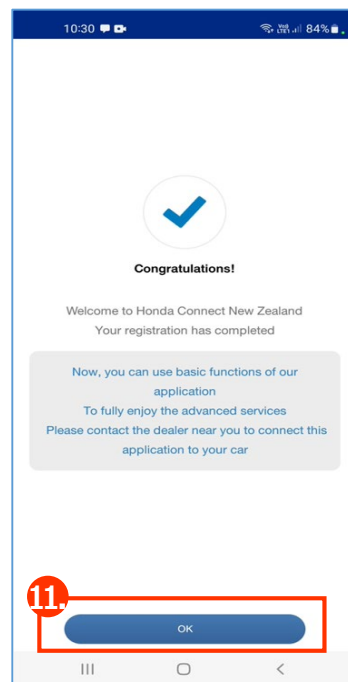 10:30 84%
Congratulations!
Welcome to Honda Connect New Zealand
Your registration has completed
Now, you can use basic functions of our
application
To fully enjoy the advanced services
Please contact the dealer near you to connect this
application to your car
11.
OK